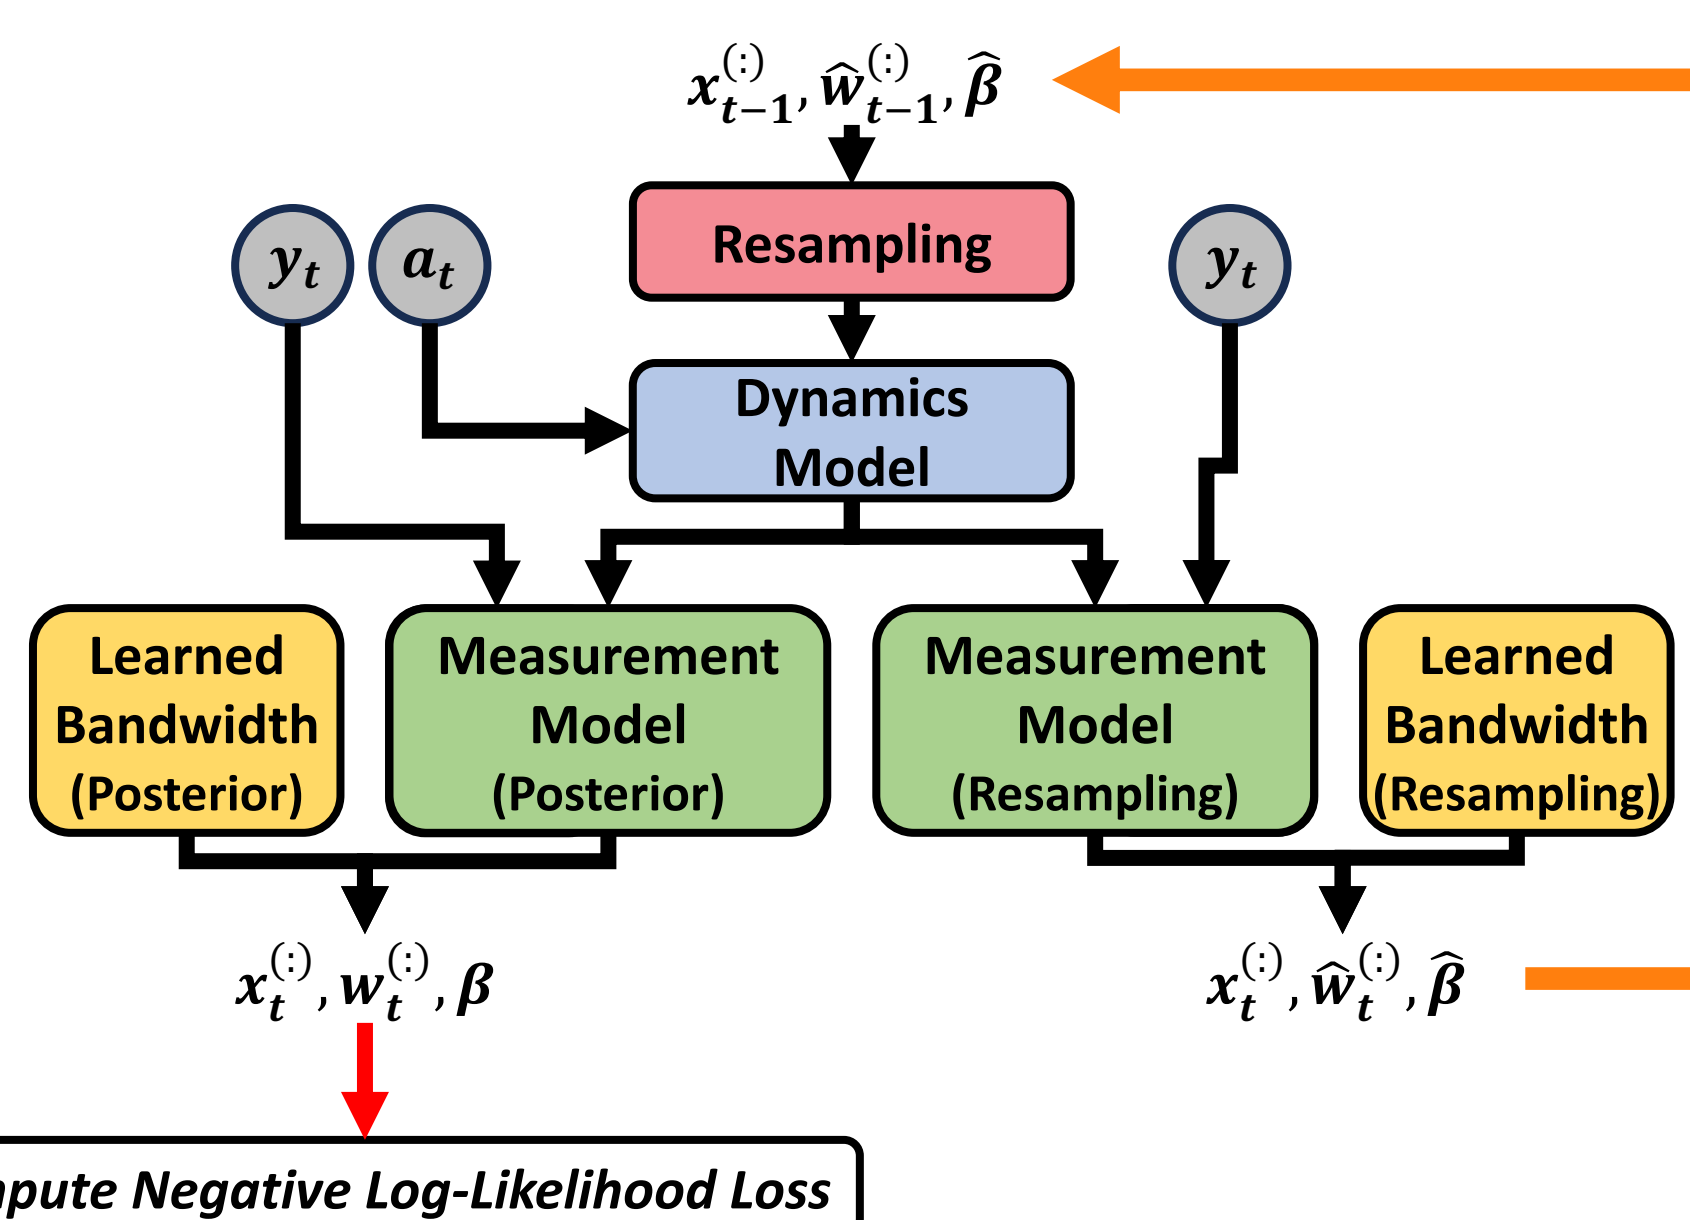 x_{t-1}^{(:)}, ŵ_{t-1}^{(:)}, β̂
Resampling
y_t
a_t
y_t
Dynamics
Model
Learned
Bandwidth
(Posterior)
Measurement
Model
(Posterior)
Measurement
Model
(Resampling)
Learned
Bandwidth
(Resampling)
x_t^{(:)}, w_t^{(:)}, β
x_t^{(:)}, ŵ_t^{(:)}, β̂
Negative Log-Likelihood Loss